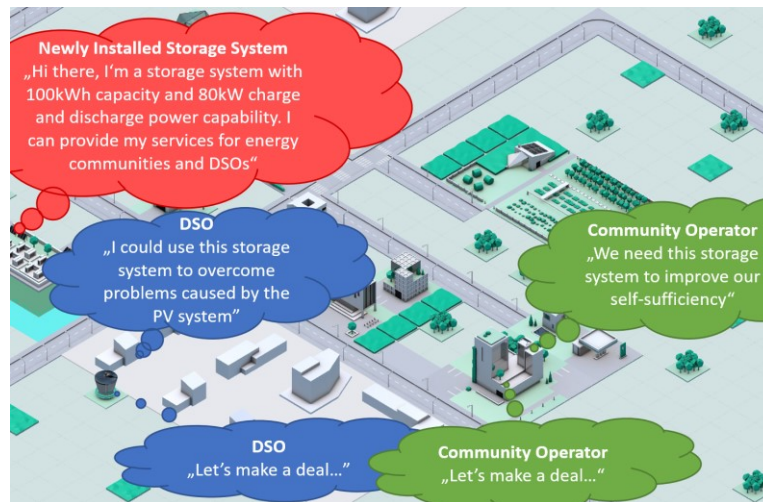 Newly Installed Storage System
„Hi there, I'm a storage system with
100kWh capacity and 80kW charge
and discharge power capability. I
can provide my services for energy
communities and DSOs“
DSO
„I could use this storage
system to overcome
problems caused by the
PV system”
Community Operator
„We need this storage
system to improve our
self-sufficiency“
DSO
„Let’s make a deal…”
Community Operator
„Let’s make a deal…“